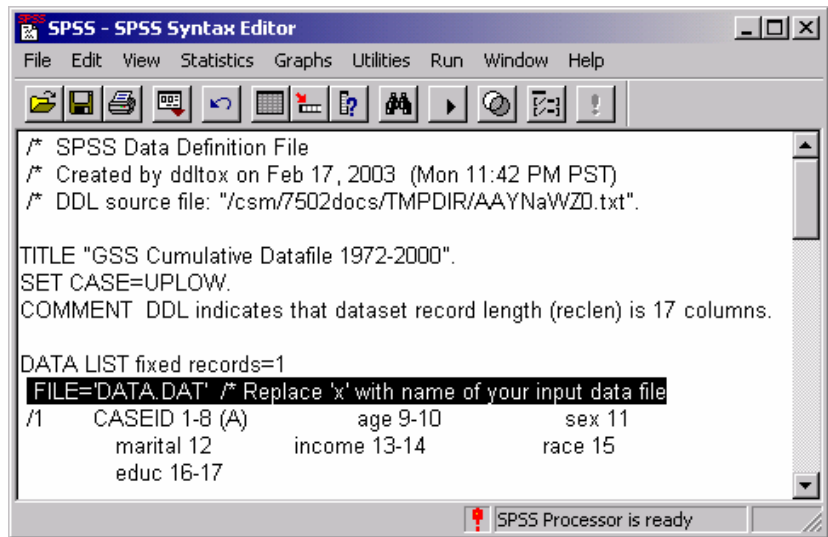 SPSS
SPSS - SPSS Syntax Editor
File Edit View Statistics Graphs Utilities Run Window Help
/* SPSS Data Definition File
/* Created by ddltox on Feb 17, 2003 (Mon 11:42 PM PST)
/* DDL source file: "/csm/7502docs/TMPDIR/AAYNaWZ0.txt".
TITLE "GSS Cumulative Datafile 1972-2000".
SET CASE=UPLOW.
COMMENT DDL indicates that dataset record length (reclen) is 17 columns.
DATA LIST fixed records=1
FILE='DATA.DAT' /* Replace 'x' with name of your input data file
/1 CASEID 1-8 (A) age 9-10 sex 11
marital 12 income 13-14 race 15
educ 16-17
SPSS Processor is ready